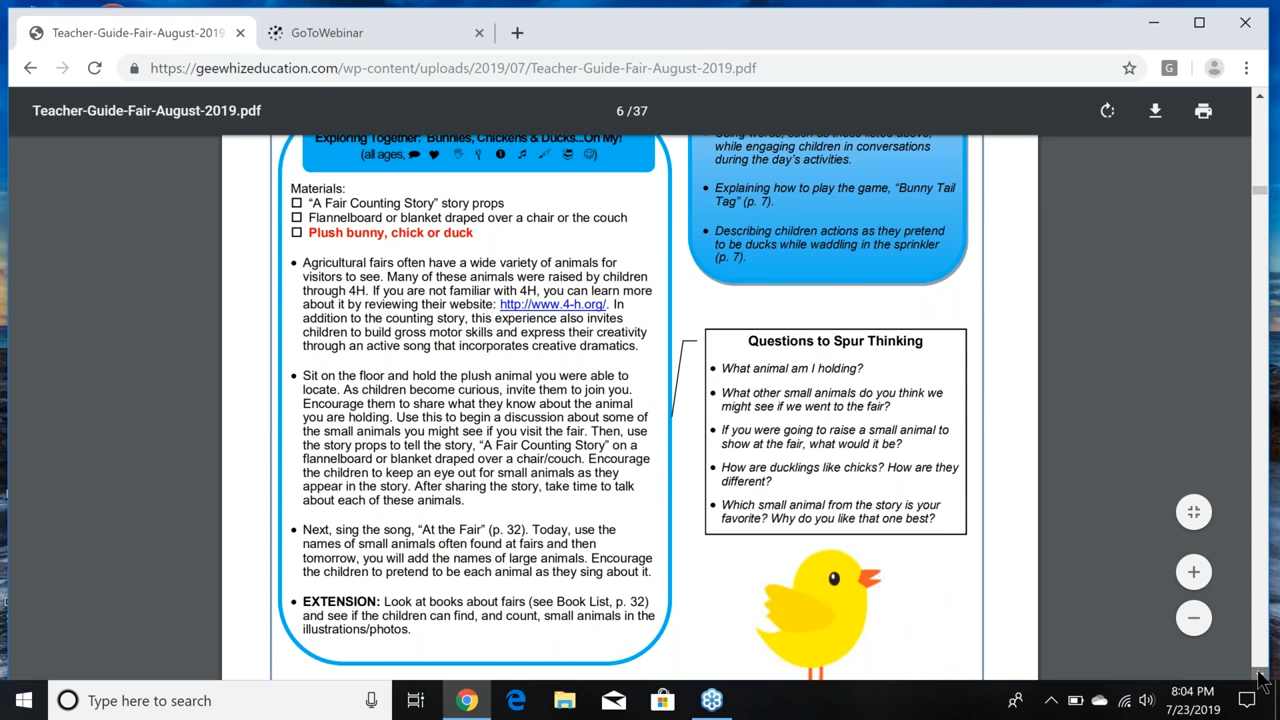 Teacher-Guide-Fair-August-2019
GoToWebinar
https://geewhizeducation.com/wp-content/uploads/2019/07/Teacher-Guide-Fair-August-2019.pdf
G
Teacher-Guide-Fair-August-2019.pdf
6 / 37
Exploring Together: Bunnies, Chickens & Ducks...Oh My!
(all ages,
Materials:
"A Fair Counting Story" story props
Flannelboard or blanket draped over a chair or the couch
Plush bunny, chick or duck
• Agricultural fairs often have a wide variety of animals for
visitors to see. Many of these animals were raised by children
through 4H. If you are not familiar with 4H, you can learn more
about it by reviewing their website: http://www.4-h.org/. In
addition to the counting story, this experience also invites
children to build gross motor skills and express their creativity
through an active song that incorporates creative dramatics.
• Sit on the floor and hold the plush animal you were able to
locate. As children become curious, invite them to join you.
Encourage them to share what they know about the animal
you are holding. Use this to begin a discussion about some of
the small animals you might see if you visit the fair. Then, use
the story props to tell the story, "A Fair Counting Story" on a
flannelboard or blanket draped over a chair/couch. Encourage
the children to keep an eye out for small animals as they
appear in the story. After sharing the story, take time to talk
about each of these animals.
• Next, sing the song, "At the Fair" (p. 32). Today, use the
names of small animals often found at fairs and then
tomorrow, you will add the names of large animals. Encourage
the children to pretend to be each animal as they sing about it.
• EXTENSION: Look at books about fairs (see Book List, p. 32)
and see if the children can find, and count, small animals in the
illustrations/photos.
• Using words, such as those listed above,
while engaging children in conversations
during the day's activities.
• Explaining how to play the game, "Bunny Tail
Tag" (p. 7).
• Describing children actions as they pretend
to be ducks while waddling in the sprinkler
(p. 7).
Questions to Spur Thinking
• What animal am I holding?
• What other small animals do you think we
might see if we went to the fair?
• If you were going to raise a small animal to
show at the fair, what would it be?
• How are ducklings like chicks? How are they
different?
• Which small animal from the story is your
favorite? Why do you like that one best?
Type here to search
8:04 PM
7/23/2019